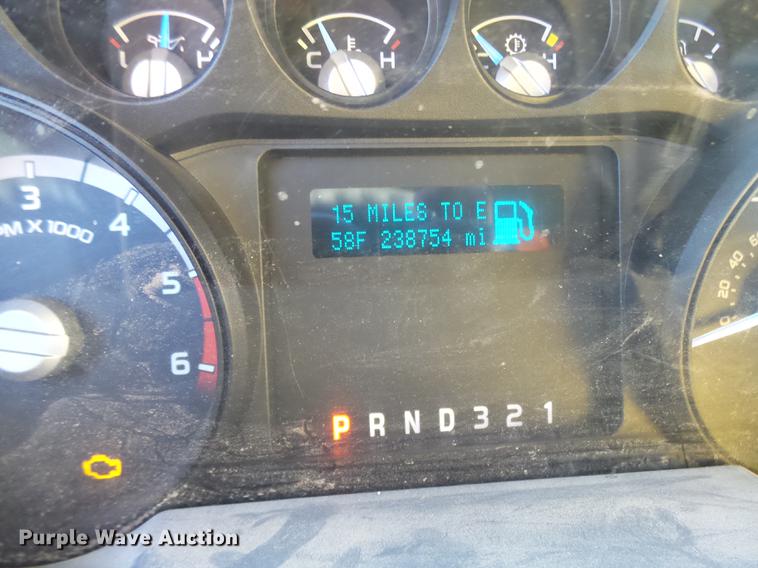 L H
C H
H
3
4
5
6
PM X 1000
15 MILES TO E
58F 238754 mi
20 40
P R N D 3 2 1
Purple Wave Auction